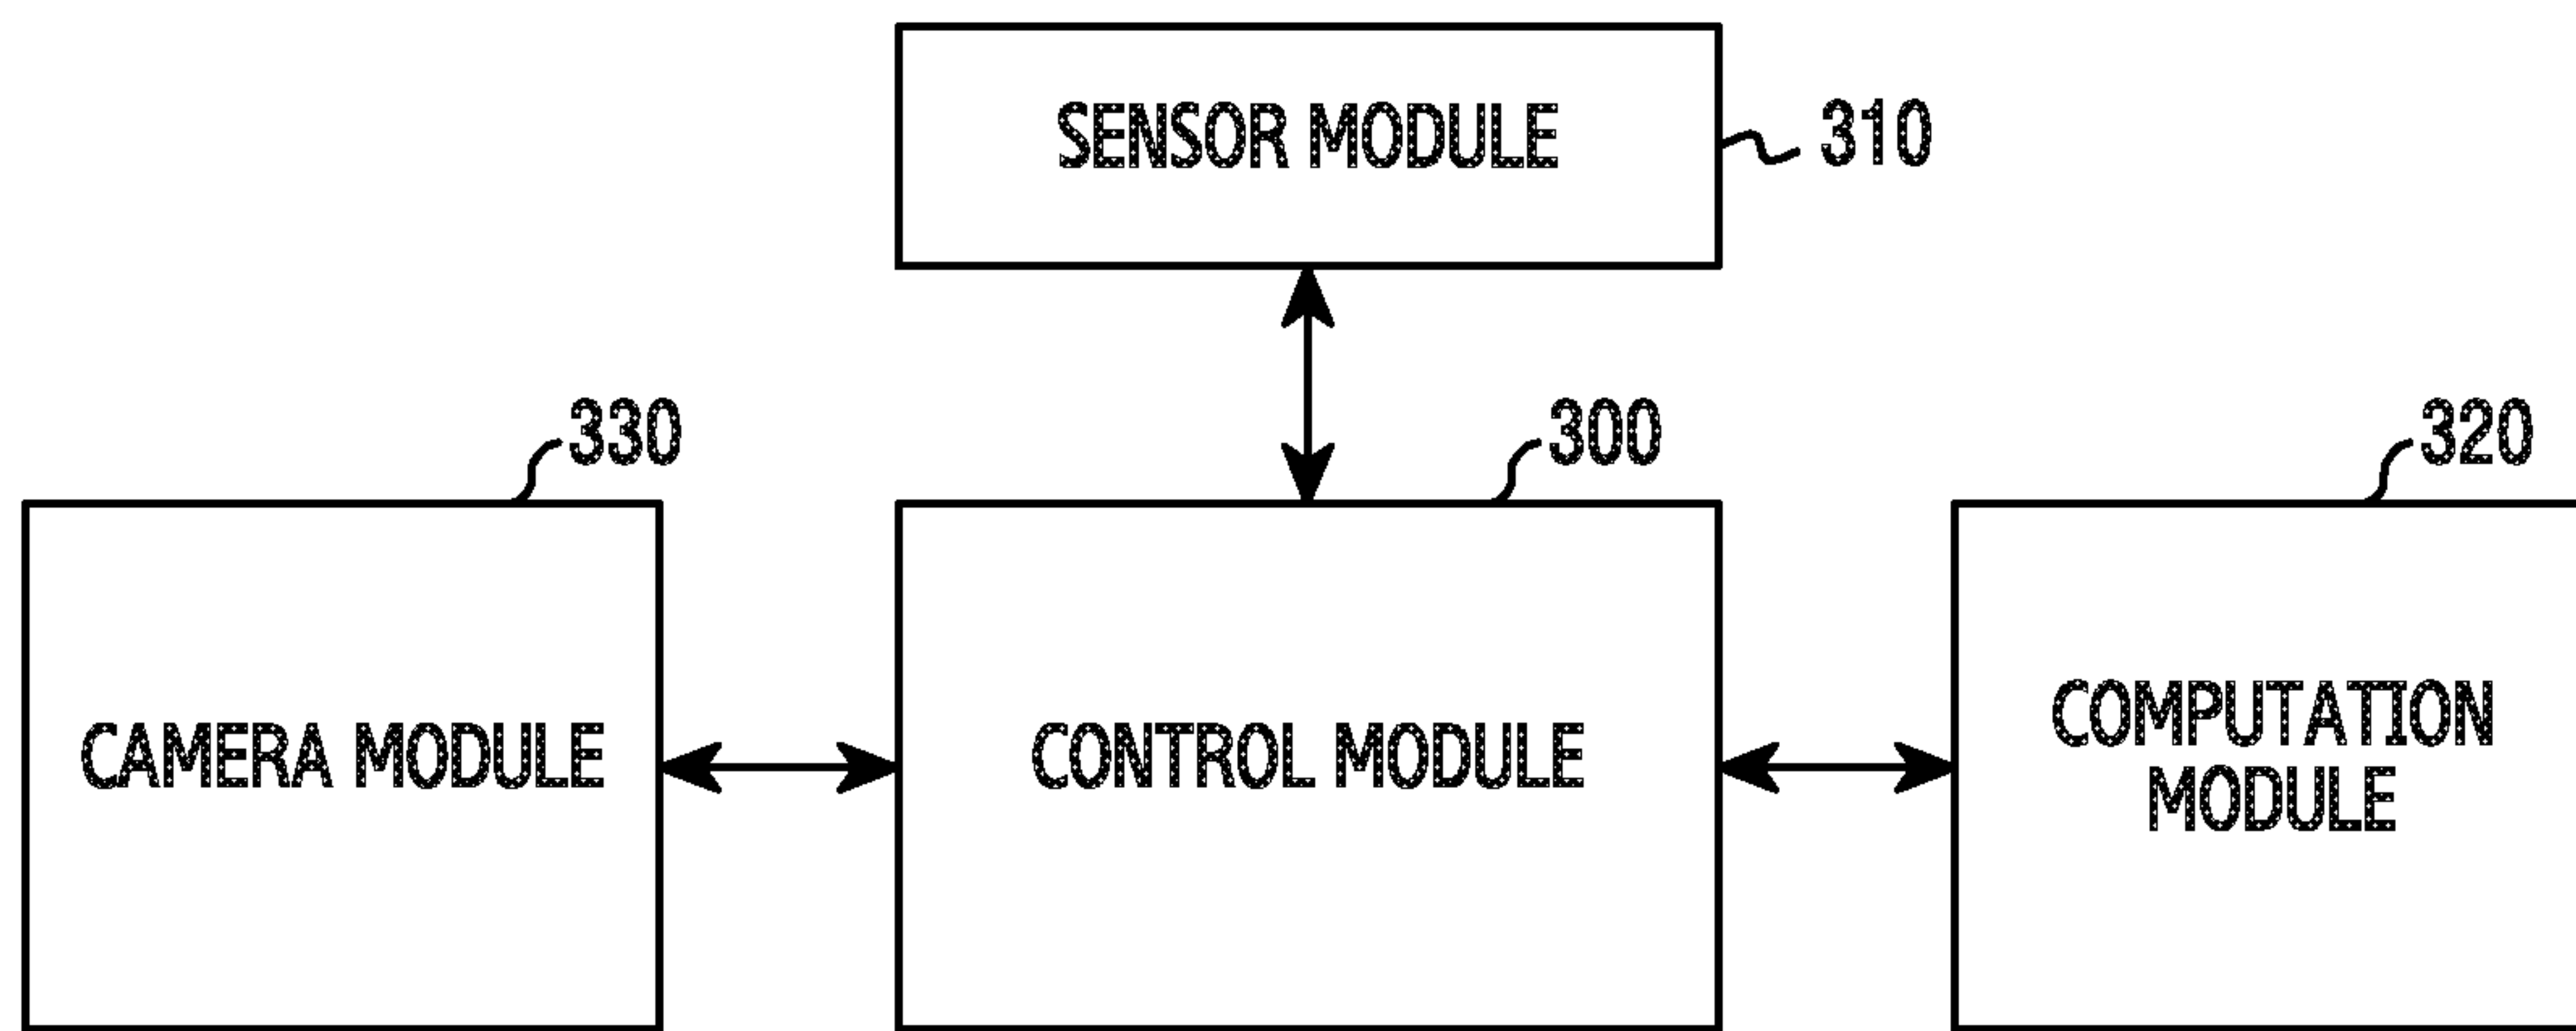 SENSOR MODULE
310
330
300
320
CAMERA MODULE
CONTROL MODULE
COMPUTATION
MODULE